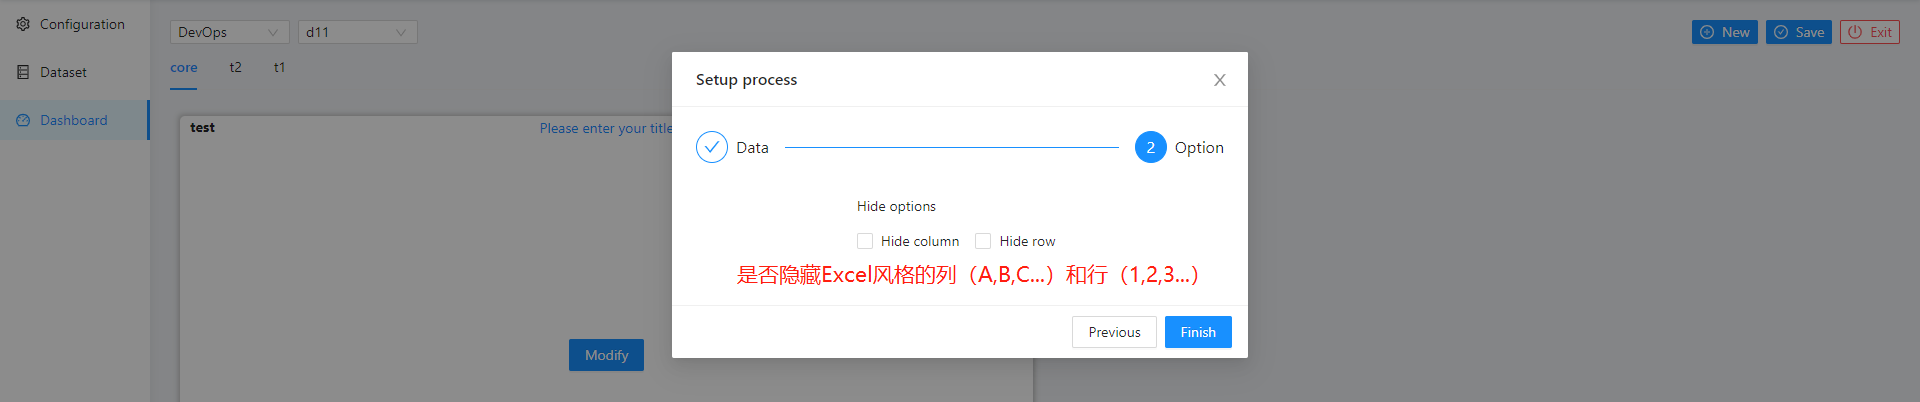 Configuration
Dataset
Dashboard
DevOps
d11
New
Save
Exit
core
t2
t1
test
Please enter your title
Modify
Setup process
Data
2
Option
Hide options
Hide column
Hide row
是否隐藏Excel风格的列（A,B,C...）和行（1,2,3...）
Previous
Finish